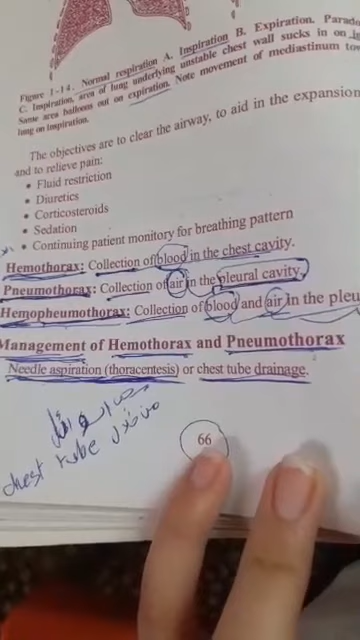 Figure 1-14. Normal respiration A. Inspiration B. Expiration. Parado
C. Inspiration, area of lung underlying unstable chest wall sucks in on
Same area balloons out on expiration. Note movement of mediastinum to
lung on inspiration.
The objectives are to clear the airway, to aid in the expansion
and to relieve pain:
• Fluid restriction
• Diuretics
• Corticosteroids
• Sedation
• Continuing patient monitory for breathing pattern
Hemothorax: Collection of blood in the chest cavity.
Pneumothorax: Collection of air in the pleural cavity.
Hemopheumothorax: Collection of blood and air in the pleu
Management of Hemothorax and Pneumothorax
Needle aspiration (thoracentesis) or chest tube drainage.
من خلال
chest tube
66